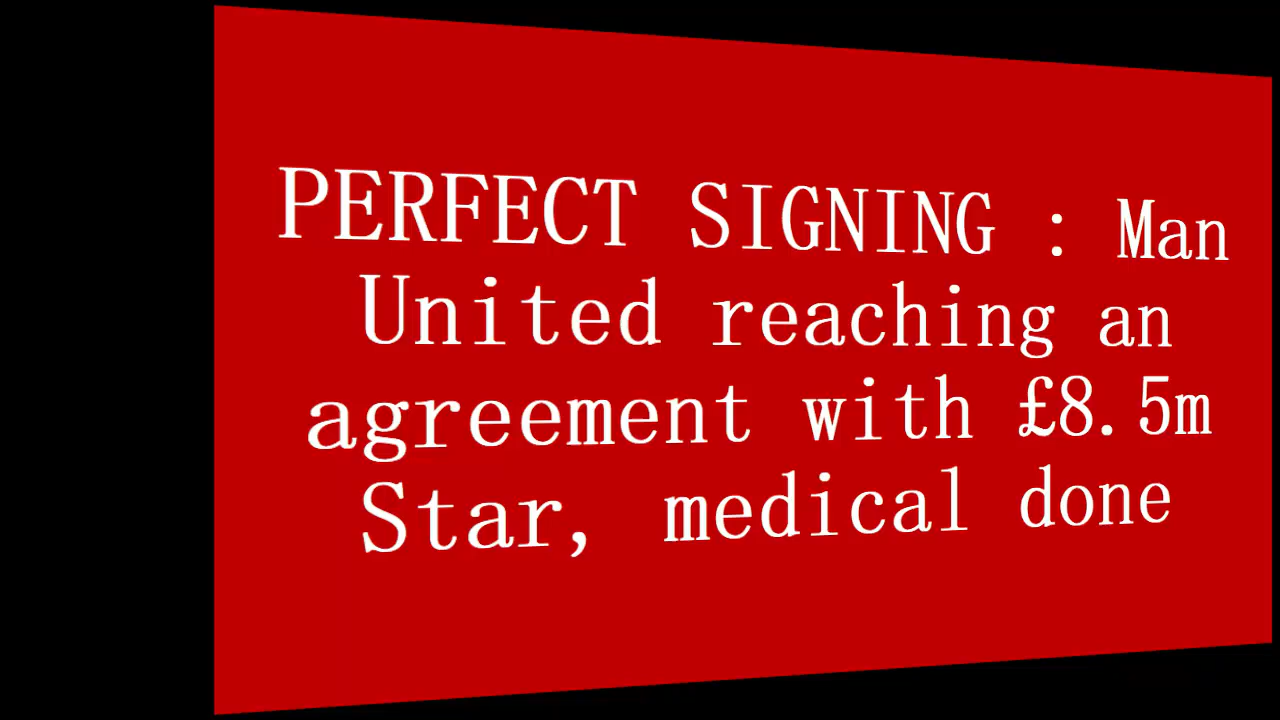 PERFECT SIGNING : Man
United reaching an
agreement with £8.5m
Star, medical done